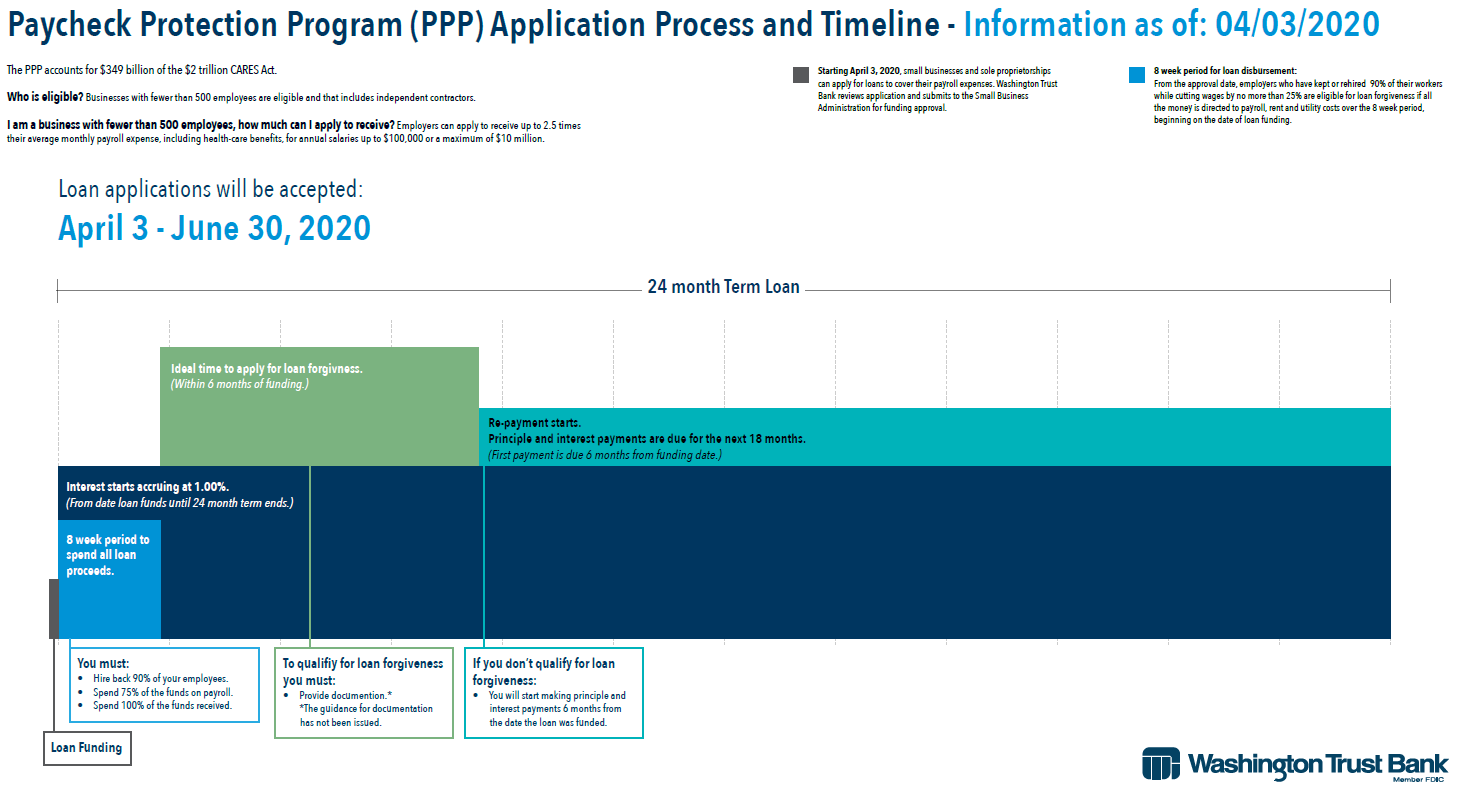 Paycheck Protection Program (PPP) Application Process and Timeline - Information as of: 04/03/2020
The PPP accounts for $349 billion of the $2 trillion CARES Act.
Who is eligible? Businesses with fewer than 500 employees are eligible and that includes independent contractors.
I am a business with fewer than 500 employees, how much can I apply to receive? Employers can apply to receive up to 2.5 times
their average monthly payroll expense, including health-care benefits, for annual salaries up to $100,000 or a maximum of $10 million.
Starting April 3, 2020, small businesses and sole proprietorships
can apply for loans to cover their payroll expenses. Washington Trust
Bank reviews application and submits to the Small Business
Administration for funding approval.
8 week period for loan disbursement:
From the approval date, employers who have kept or rehired 90% of their workers
while cutting wages by no more than 25% are eligible for loan forgiveness if all
the money is directed to payroll, rent and utility costs over the 8 week period,
beginning on the date of loan funding.
Loan applications will be accepted:
April 3 - June 30, 2020
24 month Term Loan
Ideal time to apply for loan forgivness.
(Within 6 months of funding.)
Re-payment starts.
Principle and interest payments are due for the next 18 months.
(First payment is due 6 months from funding date.)
Interest starts accruing at 1.00%.
(From date loan funds until 24 month term ends.)
8 week period to
spend all loan
proceeds.
You must:
• Hire back 90% of your employees.
• Spend 75% of the funds on payroll.
• Spend 100% of the funds received.
To qualifiy for loan forgiveness
you must:
• Provide documention.*
*The guidance for documentation
has not been issued.
If you don't qualify for loan
forgiveness:
• You will start making principle and
interest payments 6 months from
the date the loan was funded.
Loan Funding
Washington Trust Bank
Member FDIC